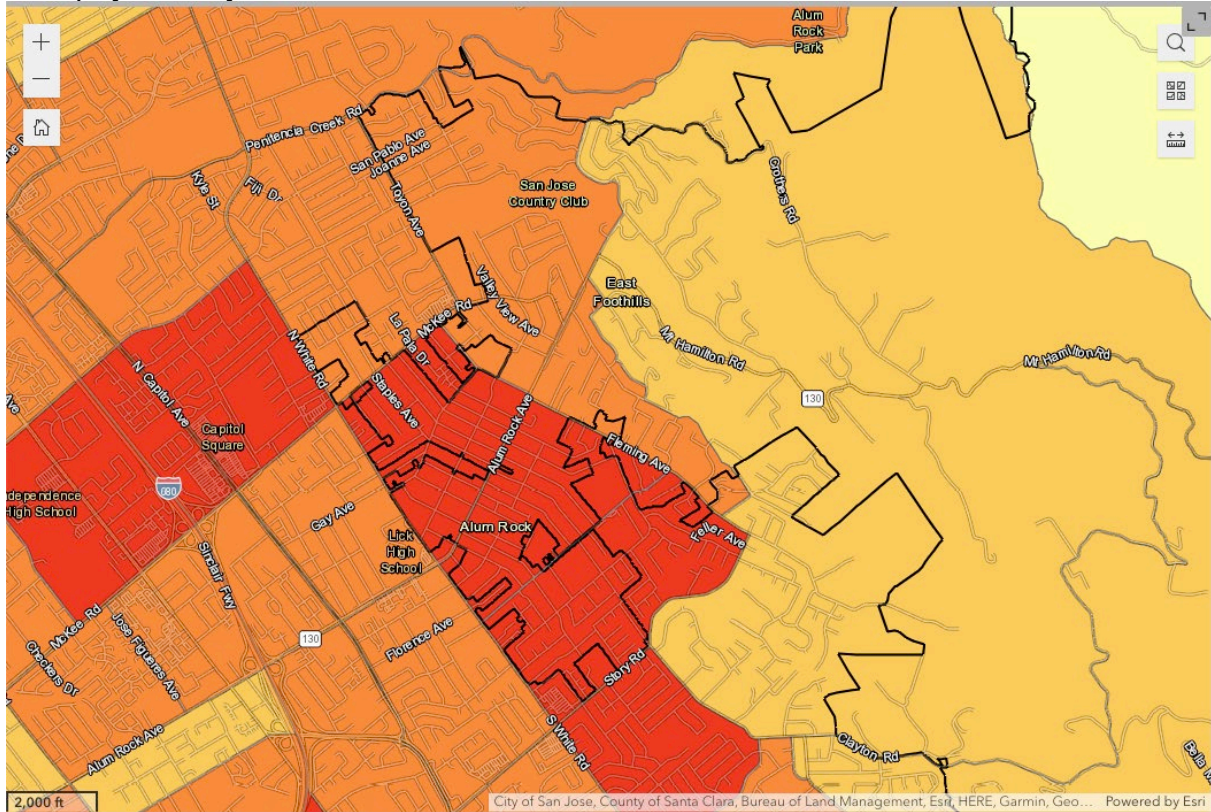 Alum
Rock
Park
Penitencia Creek Rd
San Pablo Ave
Joanne Ave
Kyle St
Fiji Dr
Toyon Ave
San Jose
Country Club
Crothers Rd
East
Foothills
Valley View Ave
McKee Rd
La Pala Dr
N White Rd
Staples Ave
Mt Hamilton Rd
Mt Hamilton Rd
130
N Capitol Ave
Capitol
Square
Alum Rock Ave
Fleming Ave
680
High School
Gay Ave
Lick
High
School
Alum Rock
Feller Ave
Sinclair Fwy
McKee Rd
Jose Figueres Ave
130
Florence Ave
Checkers Dr
Story Rd
S White Rd
Alum Rock Ave
Clayton Rd
2,000 ft
City of San Jose, County of Santa Clara, Bureau of Land Management, Esri, HERE, Garmin, Geo... Powered by Esri